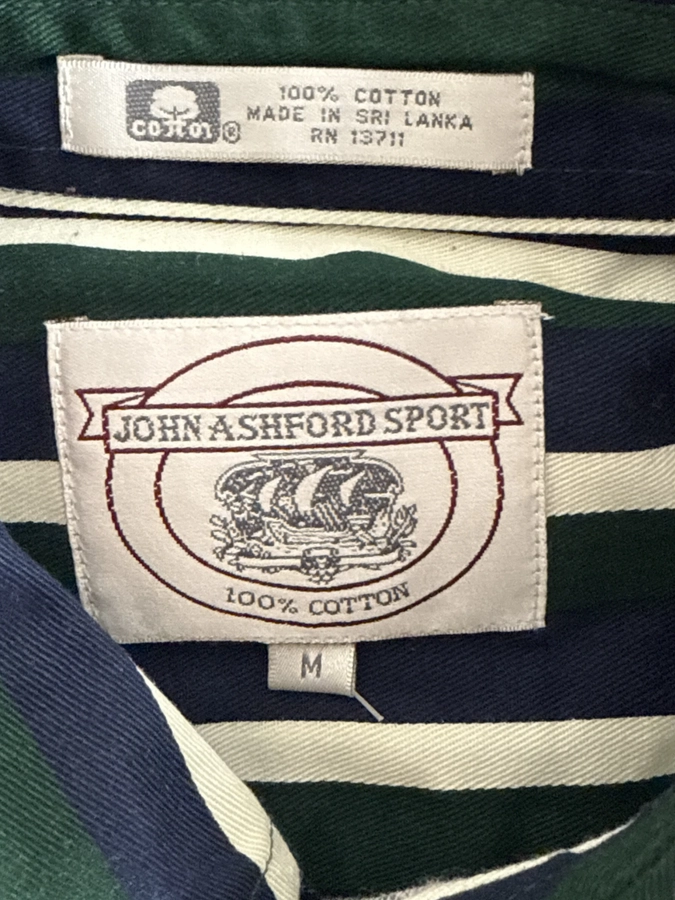 COTTON ®
100% COTTON
MADE IN SRI LANKA
RN 13711
JOHN ASHFORD SPORT
100% COTTON
M